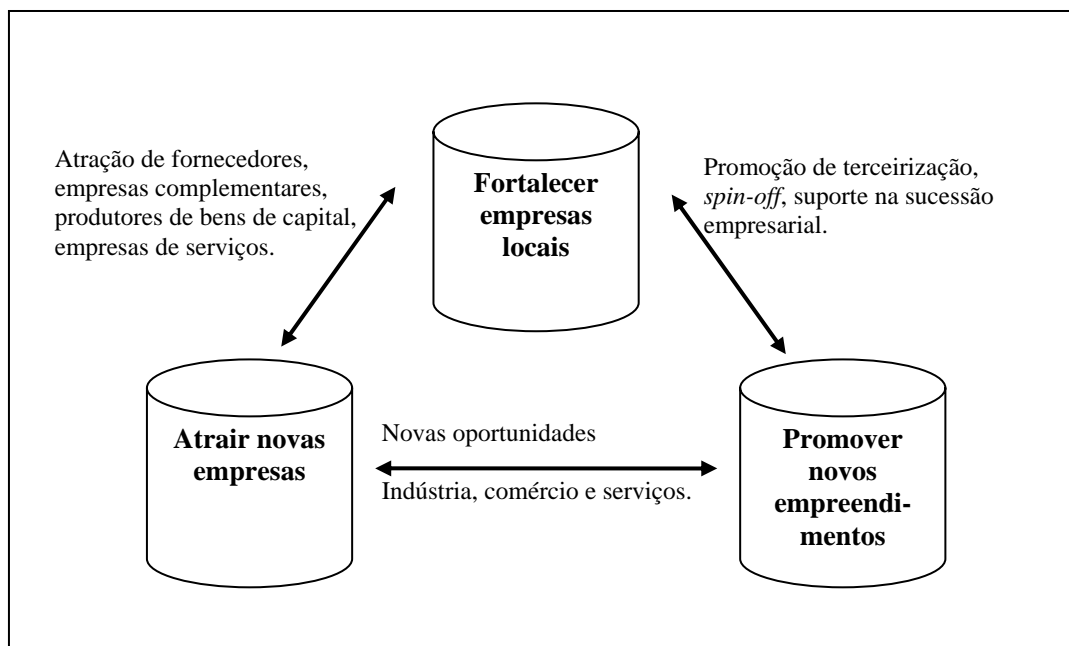 Atração de fornecedores,
empresas complementares,
produtores de bens de capital,
empresas de serviços.
Fortalecer
empresas
locais
Promoção de terceirização,
spin-off, suporte na sucessão
empresarial.
Atrair novas
empresas
Novas oportunidades
Indústria, comércio e serviços.
Promover
novos
empreendi-
mentos